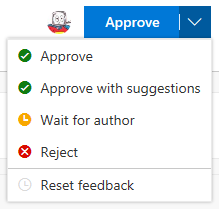 Approve
Approve
Approve with suggestions
Wait for author
Reject
Reset feedback